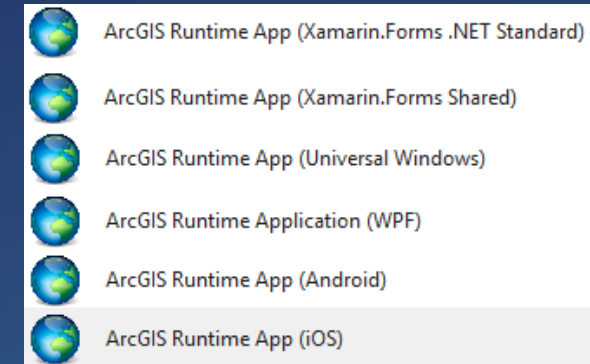 ArcGIS Runtime App (Xamarin.Forms .NET Standard)
ArcGIS Runtime App (Xamarin.Forms Shared)
ArcGIS Runtime App (Universal Windows)
ArcGIS Runtime Application (WPF)
ArcGIS Runtime App (Android)
ArcGIS Runtime App (iOS)